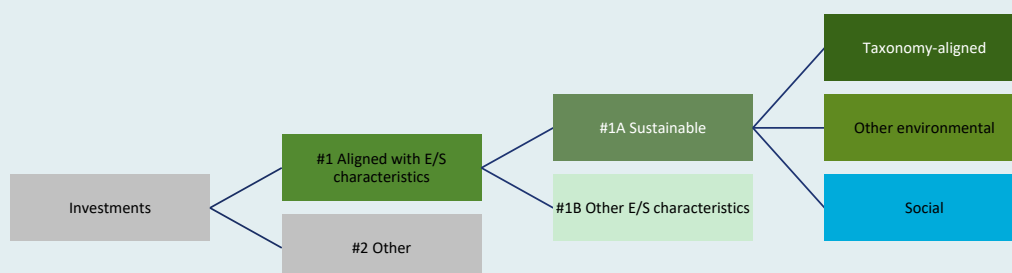 Investments
#1 Aligned with E/S
characteristics
#2 Other
#1A Sustainable
#1B Other E/S characteristics
Taxonomy-aligned
Other environmental
Social